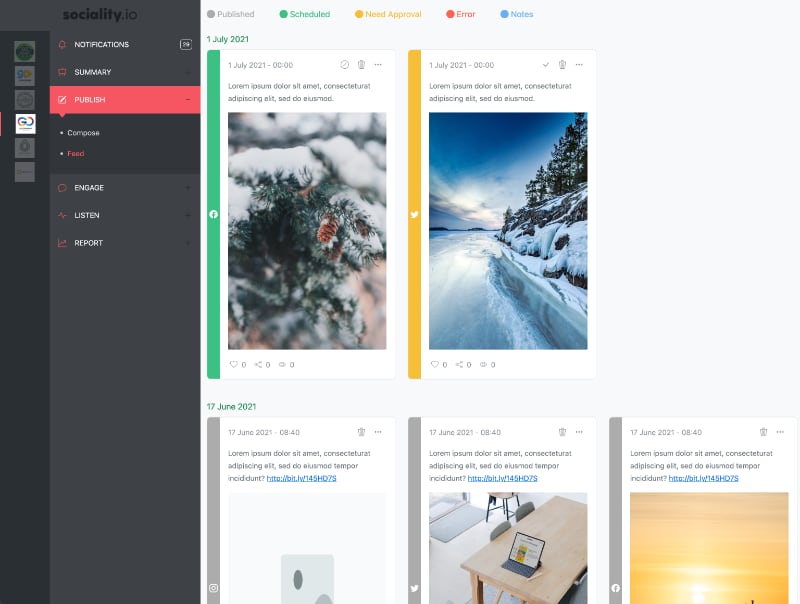 sociality.io
Published
Scheduled
Need Approval
Error
Notes
NOTIFICATIONS
29
SUMMARY
PUBLISH
Compose
Feed
ENGAGE
LISTEN
REPORT
1 July 2021
1 July 2021 - 00:00
Lorem ipsum dolor sit amet, consecteturat
adipiscing elit, sed do eiusmod.
0 0 0
1 July 2021 - 00:00
Lorem ipsum dolor sit amet, consecteturat
adipiscing elit, sed do eiusmod.
0 0 0
17 June 2021
17 June 2021 - 08:40
Lorem ipsum dolor sit amet, consecteturat
adipiscing elit, sed do eiusmod tempor
incididunt? http://bit.ly/145HD7S
17 June 2021 - 08:40
Lorem ipsum dolor sit amet, consecteturat
adipiscing elit, sed do eiusmod tempor
incididunt? http://bit.ly/145HD7S
17 June 2021 - 08:40
Lorem ipsum dolor sit amet, consecteturat
adipiscing elit, sed do eiusmod tempor
incididunt? http://bit.ly/145HD7S